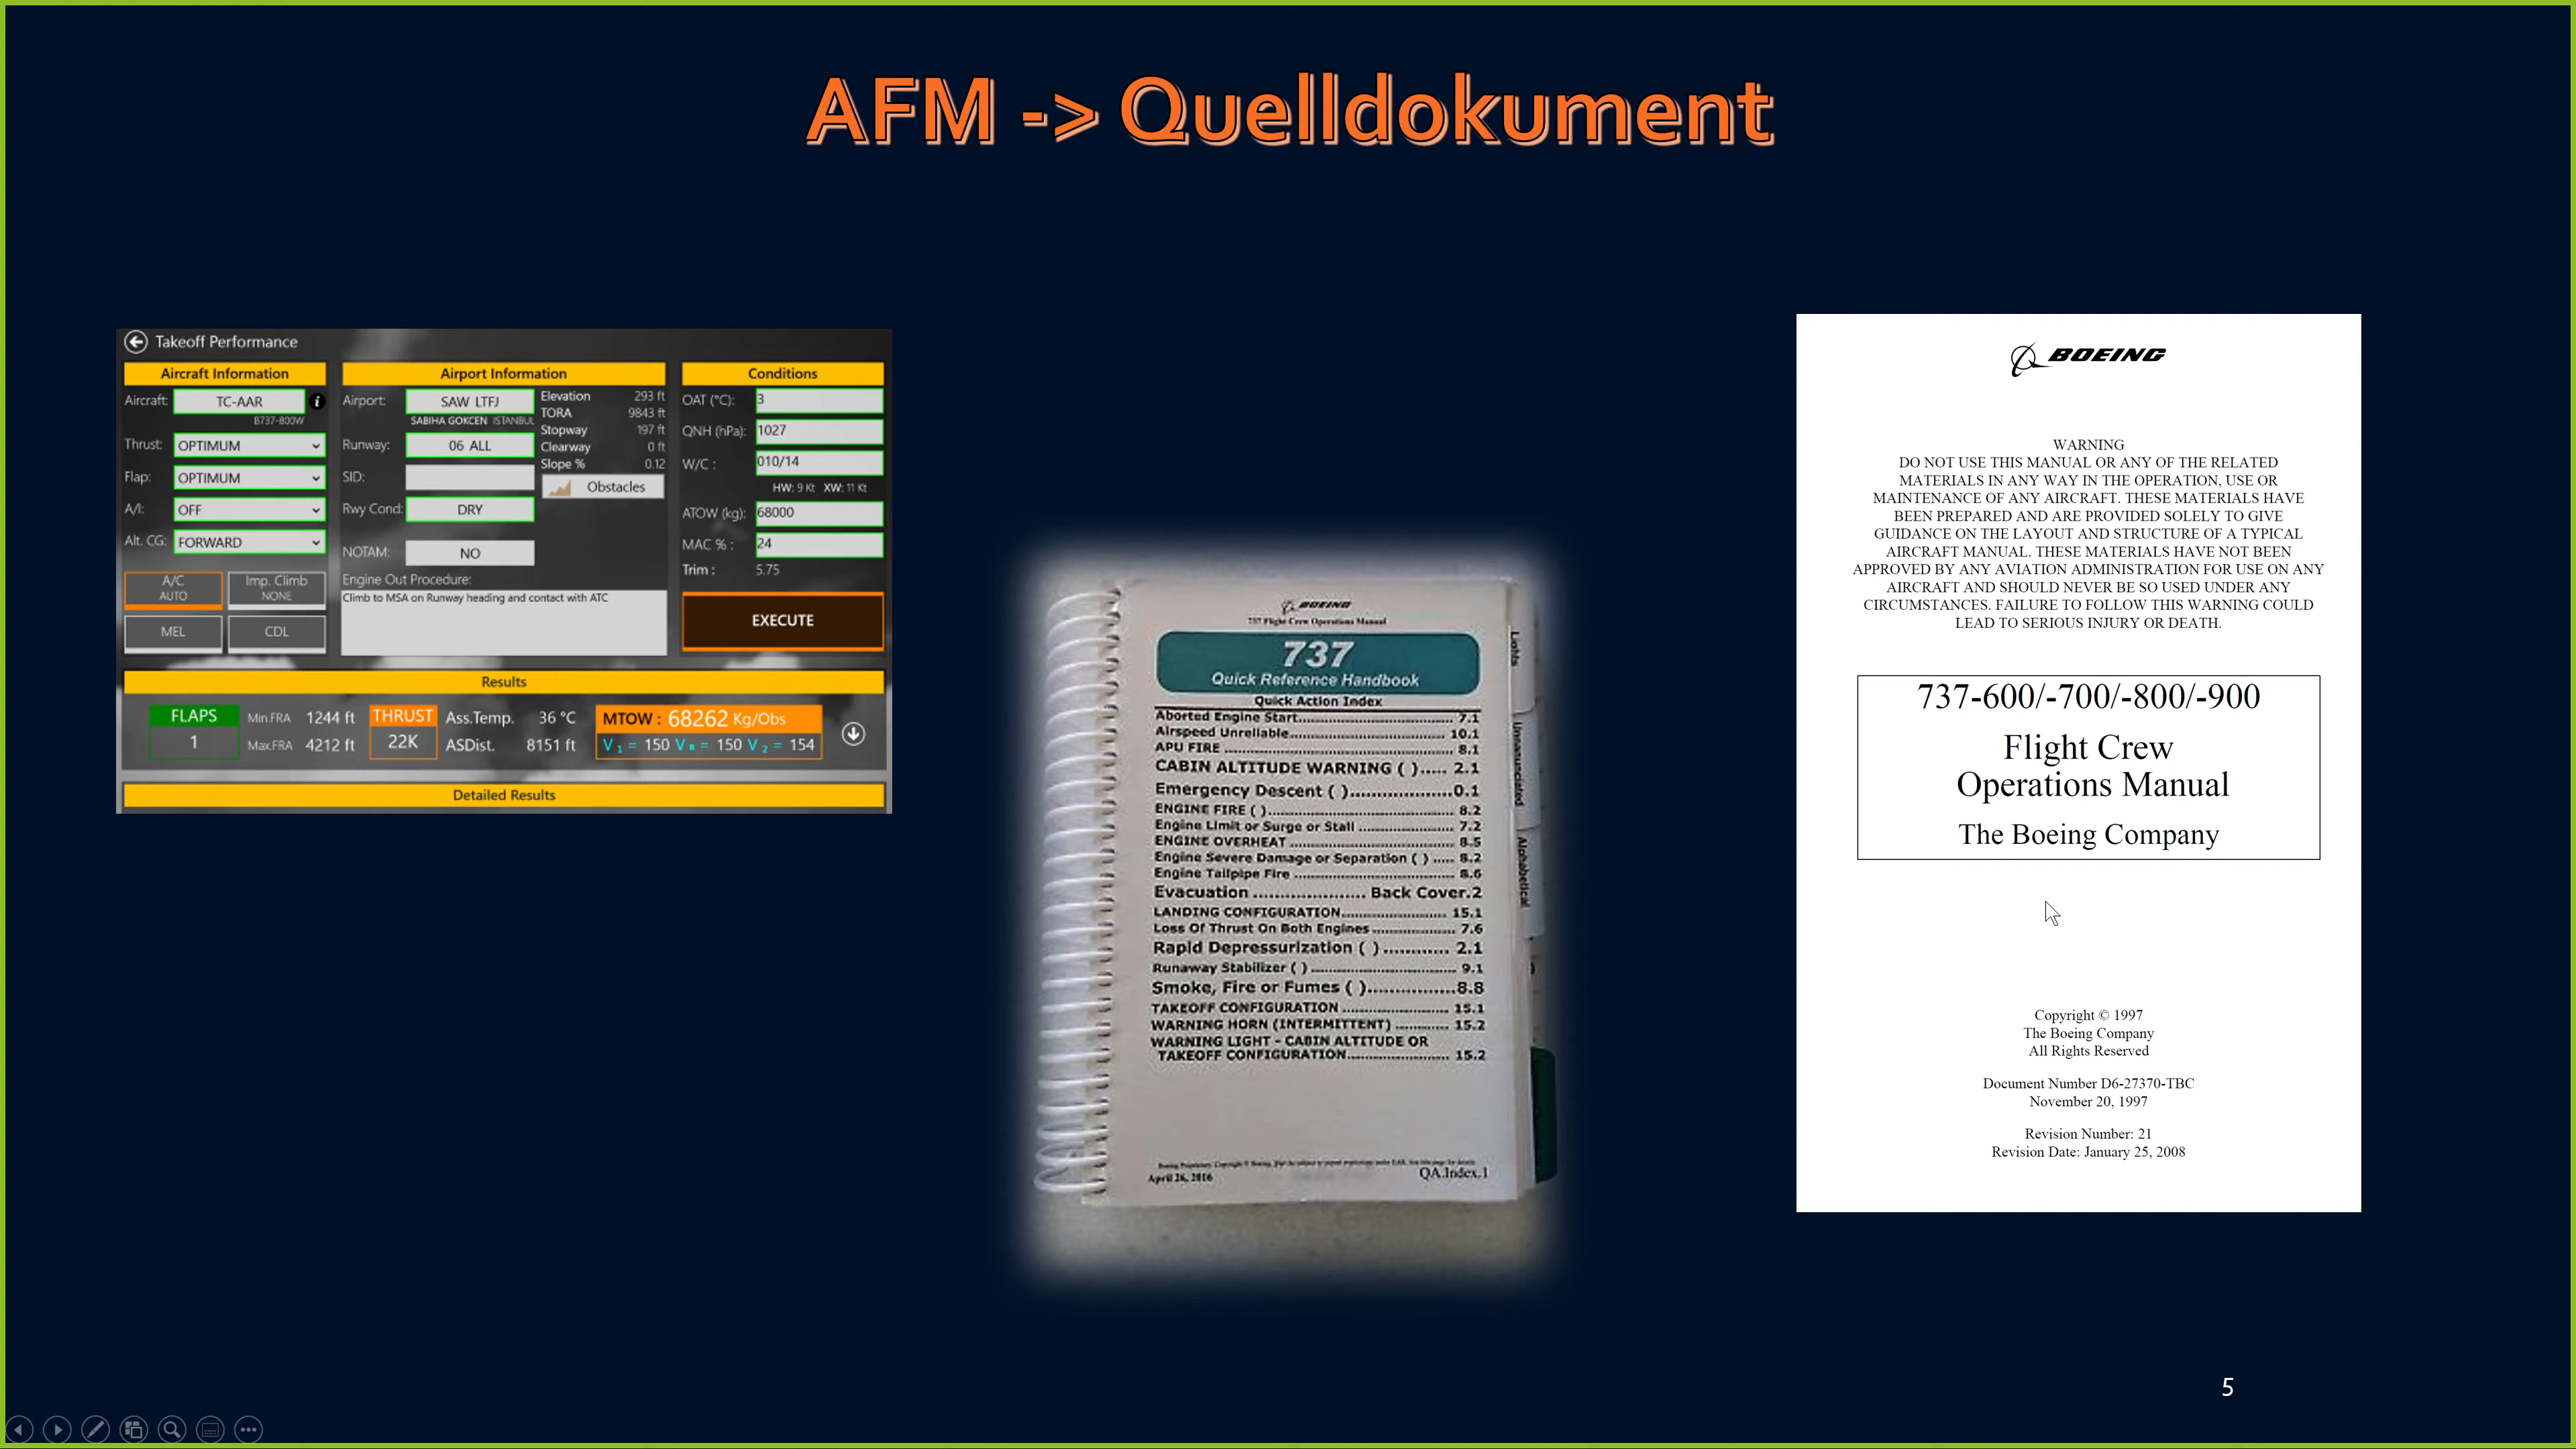 AFM -> Quelldokument
Takeoff Performance
Aircraft Information
Aircraft: TC-AAR
B737-800W
Thrust: OPTIMUM
Flap: OPTIMUM
A/I: OFF
Alt. CG: FORWARD
A/C AUTO
Imp. Climb NONE
MEL
CDL
Airport Information
Airport: SAW LTFJ
SABIHA GOKCEN ISTANBUL
Runway: 06 ALL
SID:
Rwy Cond: DRY
NOTAM: NO
Elevation 293 ft
TORA 9843 ft
Stopway 197 ft
Clearway 0 ft
Slope % 0.12
Obstacles
Engine Out Procedure:
Climb to MSA on Runway heading and contact with ATC
Conditions
OAT (°C): 3
QNH (hPa): 1027
W/C : 010/14
HW: 9 Kt XW: 11 Kt
ATOW (kg): 68000
MAC % : 24
Trim : 5.75
EXECUTE
Results
FLAPS
1
Min.FRA 1244 ft
Max.FRA 4212 ft
THRUST
22K
Ass.Temp. 36 °C
ASDist. 8151 ft
MTOW : 68262 Kg/Obs
V1 = 150 VR = 150 V2 = 154
Detailed Results
BOEING
737 Flight Crew Operations Manual
737
Quick Reference Handbook
Quick Action Index
Aborted Engine Start 7.1
Airspeed Unreliable 10.1
APU FIRE 8.1
CABIN ALTITUDE WARNING ( ) 2.1
Emergency Descent ( ) 0.1
ENGINE FIRE ( ) 8.2
Engine Limit or Surge or Stall 7.2
ENGINE OVERHEAT 8.5
Engine Severe Damage or Separation ( ) 8.2
Engine Tailpipe Fire 8.6
Evacuation Back Cover.2
LANDING CONFIGURATION 15.1
Loss Of Thrust On Both Engines 7.6
Rapid Depressurization ( ) 2.1
Runaway Stabilizer ( ) 9.1
Smoke, Fire or Fumes ( ) 8.8
TAKEOFF CONFIGURATION 15.1
WARNING HORN (INTERMITTENT) 15.2
WARNING LIGHT - CABIN ALTITUDE OR
TAKEOFF CONFIGURATION 15.2
April 26, 2016
QA.Index.1
Lights
Unannunciated
Alphabetical
BOEING
WARNING
DO NOT USE THIS MANUAL OR ANY OF THE RELATED
MATERIALS IN ANY WAY IN THE OPERATION, USE OR
MAINTENANCE OF ANY AIRCRAFT. THESE MATERIALS HAVE
BEEN PREPARED AND ARE PROVIDED SOLELY TO GIVE
GUIDANCE ON THE LAYOUT AND STRUCTURE OF A TYPICAL
AIRCRAFT MANUAL. THESE MATERIALS HAVE NOT BEEN
APPROVED BY ANY AVIATION ADMINISTRATION FOR USE ON ANY
AIRCRAFT AND SHOULD NEVER BE SO USED UNDER ANY
CIRCUMSTANCES. FAILURE TO FOLLOW THIS WARNING COULD
LEAD TO SERIOUS INJURY OR DEATH.
737-600/-700/-800/-900
Flight Crew
Operations Manual
The Boeing Company
Copyright © 1997
The Boeing Company
All Rights Reserved
Document Number D6-27370-TBC
November 20, 1997
Revision Number: 21
Revision Date: January 25, 2008
5